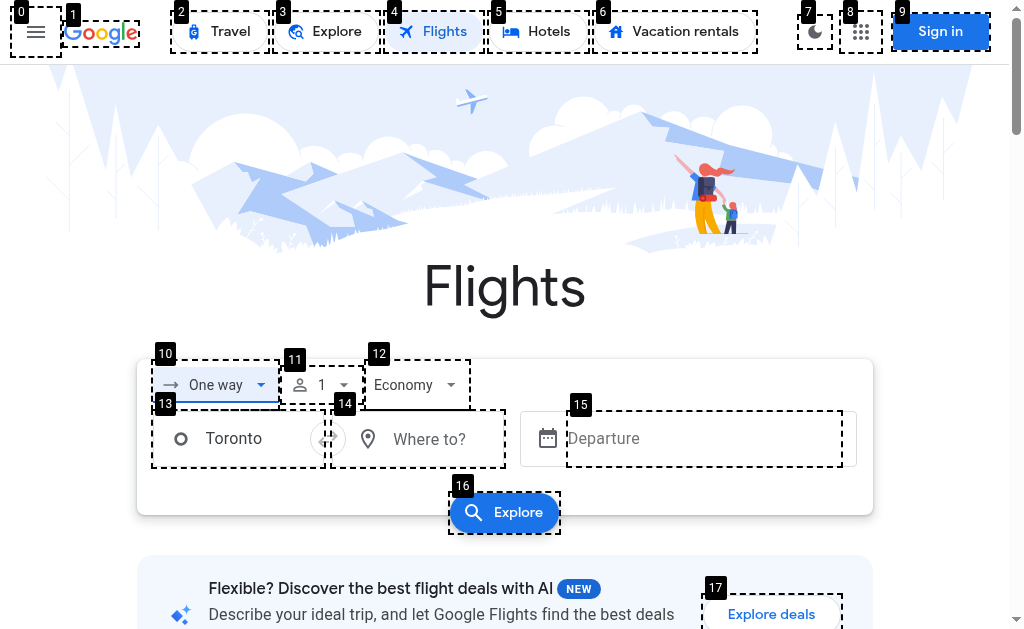 0
1
2
3
4
5
6
7
8
9
Google
Travel
Explore
Flights
Hotels
Vacation rentals
Sign in
Flights
10
11
12
One way
1
Economy
13
14
15
Toronto
Where to?
Departure
16
Explore
Flexible? Discover the best flight deals with AI NEW
17
Describe your ideal trip, and let Google Flights find the best deals
Explore deals